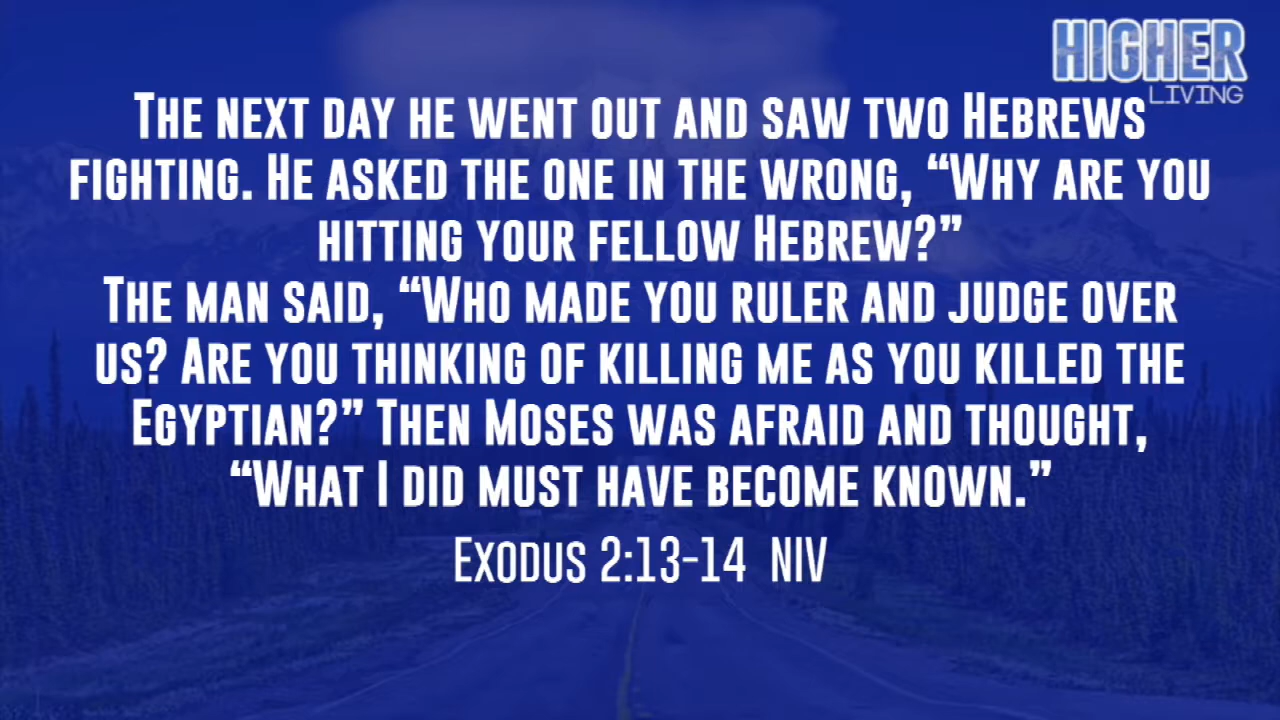 HIGHER
LIVING
The next day he went out and saw two Hebrews
fighting. He asked the one in the wrong, “Why are you
hitting your fellow Hebrew?”
The man said, “Who made you ruler and judge over
us? Are you thinking of killing me as you killed the
Egyptian?” Then Moses was afraid and thought,
“What I did must have become known.”
Exodus 2:13-14 NIV